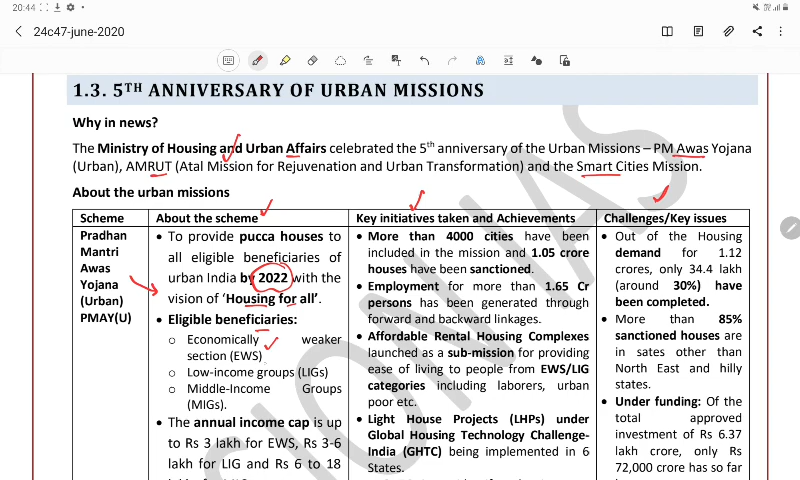 20:44
24c47-june-2020
1.3. 5TH ANNIVERSARY OF URBAN MISSIONS
Why in news?
The Ministry of Housing and Urban Affairs celebrated the 5th anniversary of the Urban Missions – PM Awas Yojana
(Urban), AMRUT (Atal Mission for Rejuvenation and Urban Transformation) and the Smart Cities Mission.
About the urban missions
Scheme
Pradhan
Mantri
Awas
Yojana
(Urban)
PMAY(U)
About the scheme
• To provide pucca houses to
all eligible beneficiaries of
urban India by 2022 with the
vision of ‘Housing for all’.
• Eligible beneficiaries:
o Economically weaker
section (EWS)
o Low-income groups (LIGs)
o Middle-Income Groups
(MIGs).
• The annual income cap is up
to Rs 3 lakh for EWS, Rs 3-6
lakh for LIG and Rs 6 to 18
Key initiatives taken and Achievements
• More than 4000 cities have been
included in the mission and 1.05 crore
houses have been sanctioned.
• Employment for more than 1.65 Cr
persons has been generated through
forward and backward linkages.
• Affordable Rental Housing Complexes
launched as a sub-mission for providing
ease of living to people from EWS/LIG
categories including laborers, urban
poor etc.
• Light House Projects (LHPs) under
Global Housing Technology Challenge-
India (GHTC) being implemented in 6
States.
Challenges/Key issues
• Out of the Housing
demand for 1.12
crores, only 34.4 lakh
(around 30%) have
been completed.
• More than 85%
sanctioned houses are
in sates other than
North East and hilly
states.
• Under funding: Of the
total approved
investment of Rs 6.37
lakh crore, only Rs
72,000 crore has so far